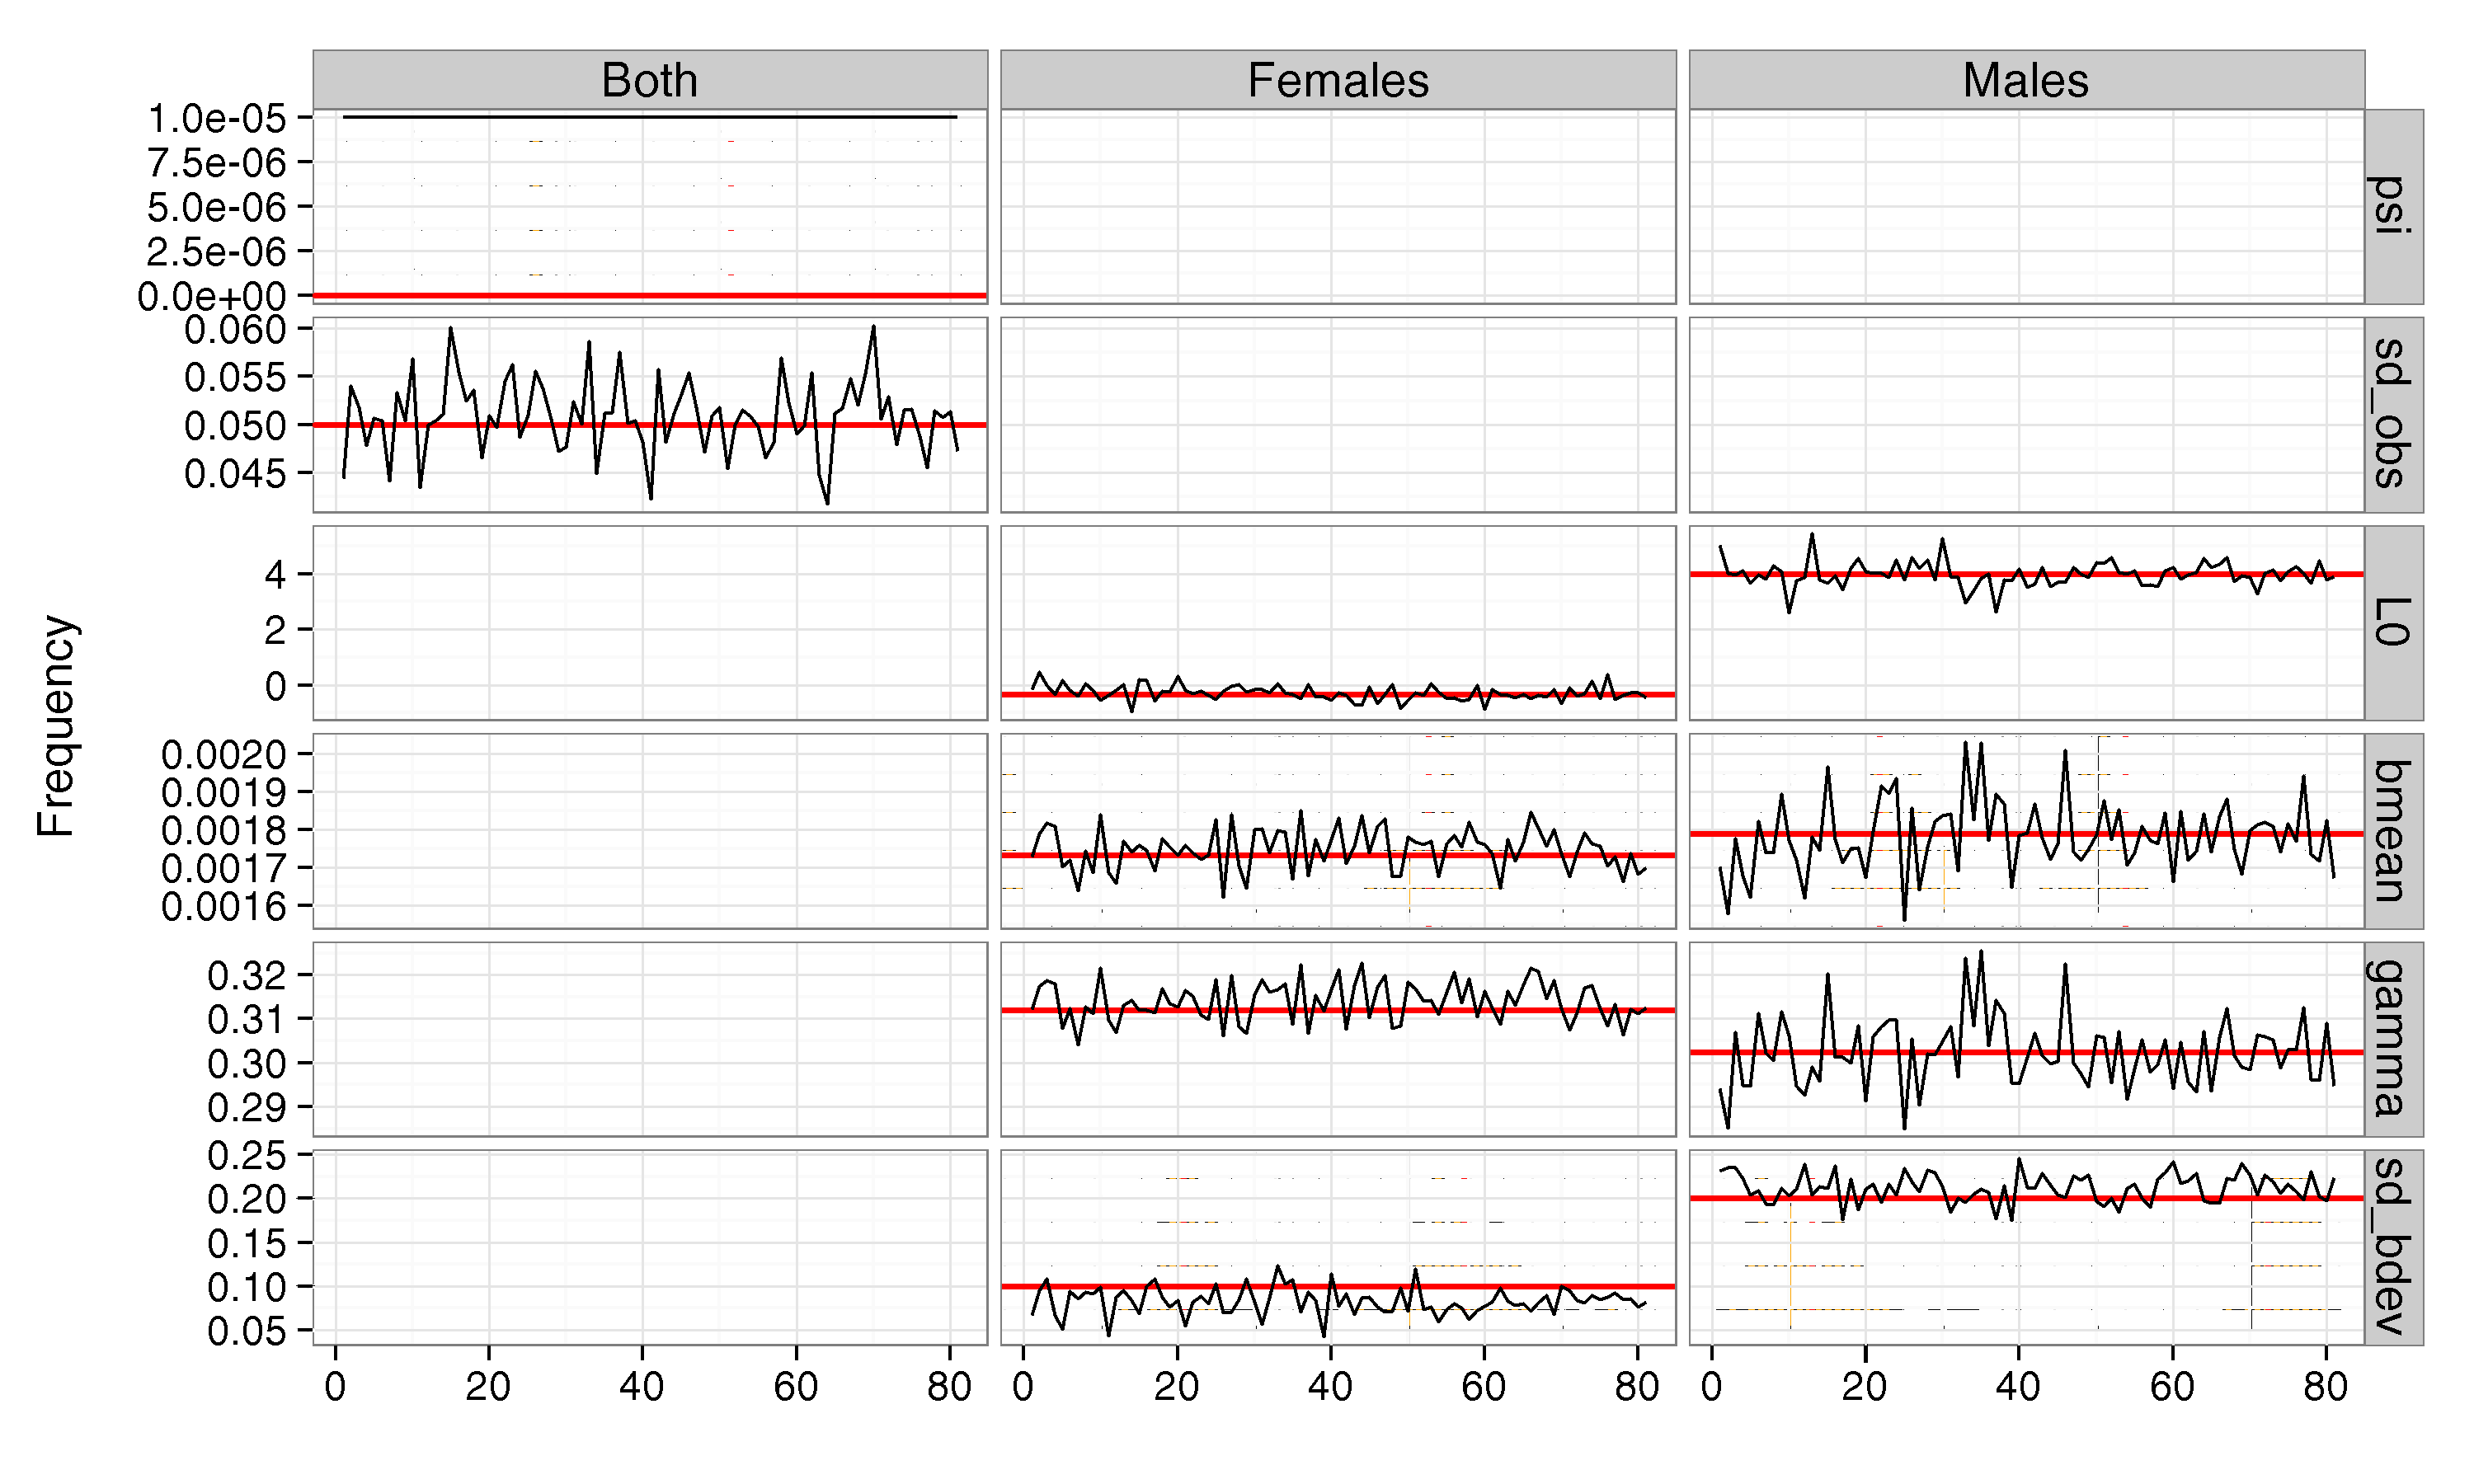 Both Females Males
1.0e-05
7.5e-06
5.0e-06
2.5e-06
0.0e+00
psi
0.060
0.055
0.050
0.045
sd_obs
4
2
0
L0
Frequency
0.0020
0.0019
0.0018
0.0017
0.0016
bmean
0.32
0.31
0.30
0.29
gamma
0.25
0.20
0.15
0.10
0.05
sd_bdev
0 20 40 60 80 0 20 40 60 80 0 20 40 60 80